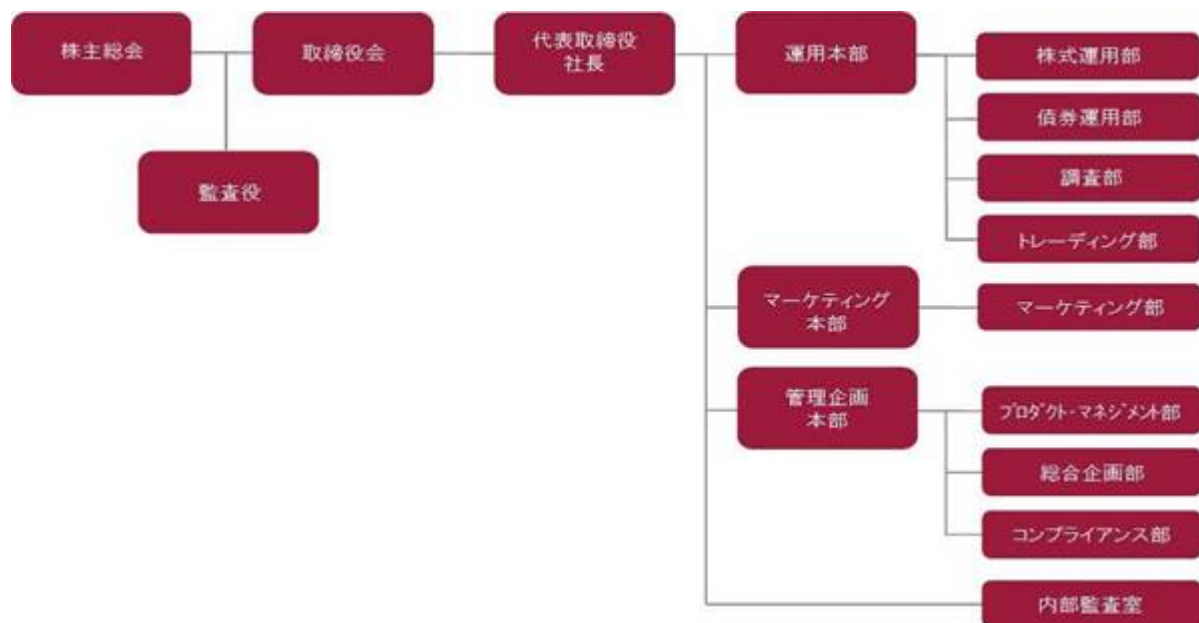 株主総会
取締役会
代表取締役
社長
運用本部
株式運用部
債券運用部
監査役
調査部
トレーディング部
マーケティング
本部
マーケティング部
管理企画
本部
プロダクト・マネジメント部
総合企画部
コンプライアンス部
内部監査室